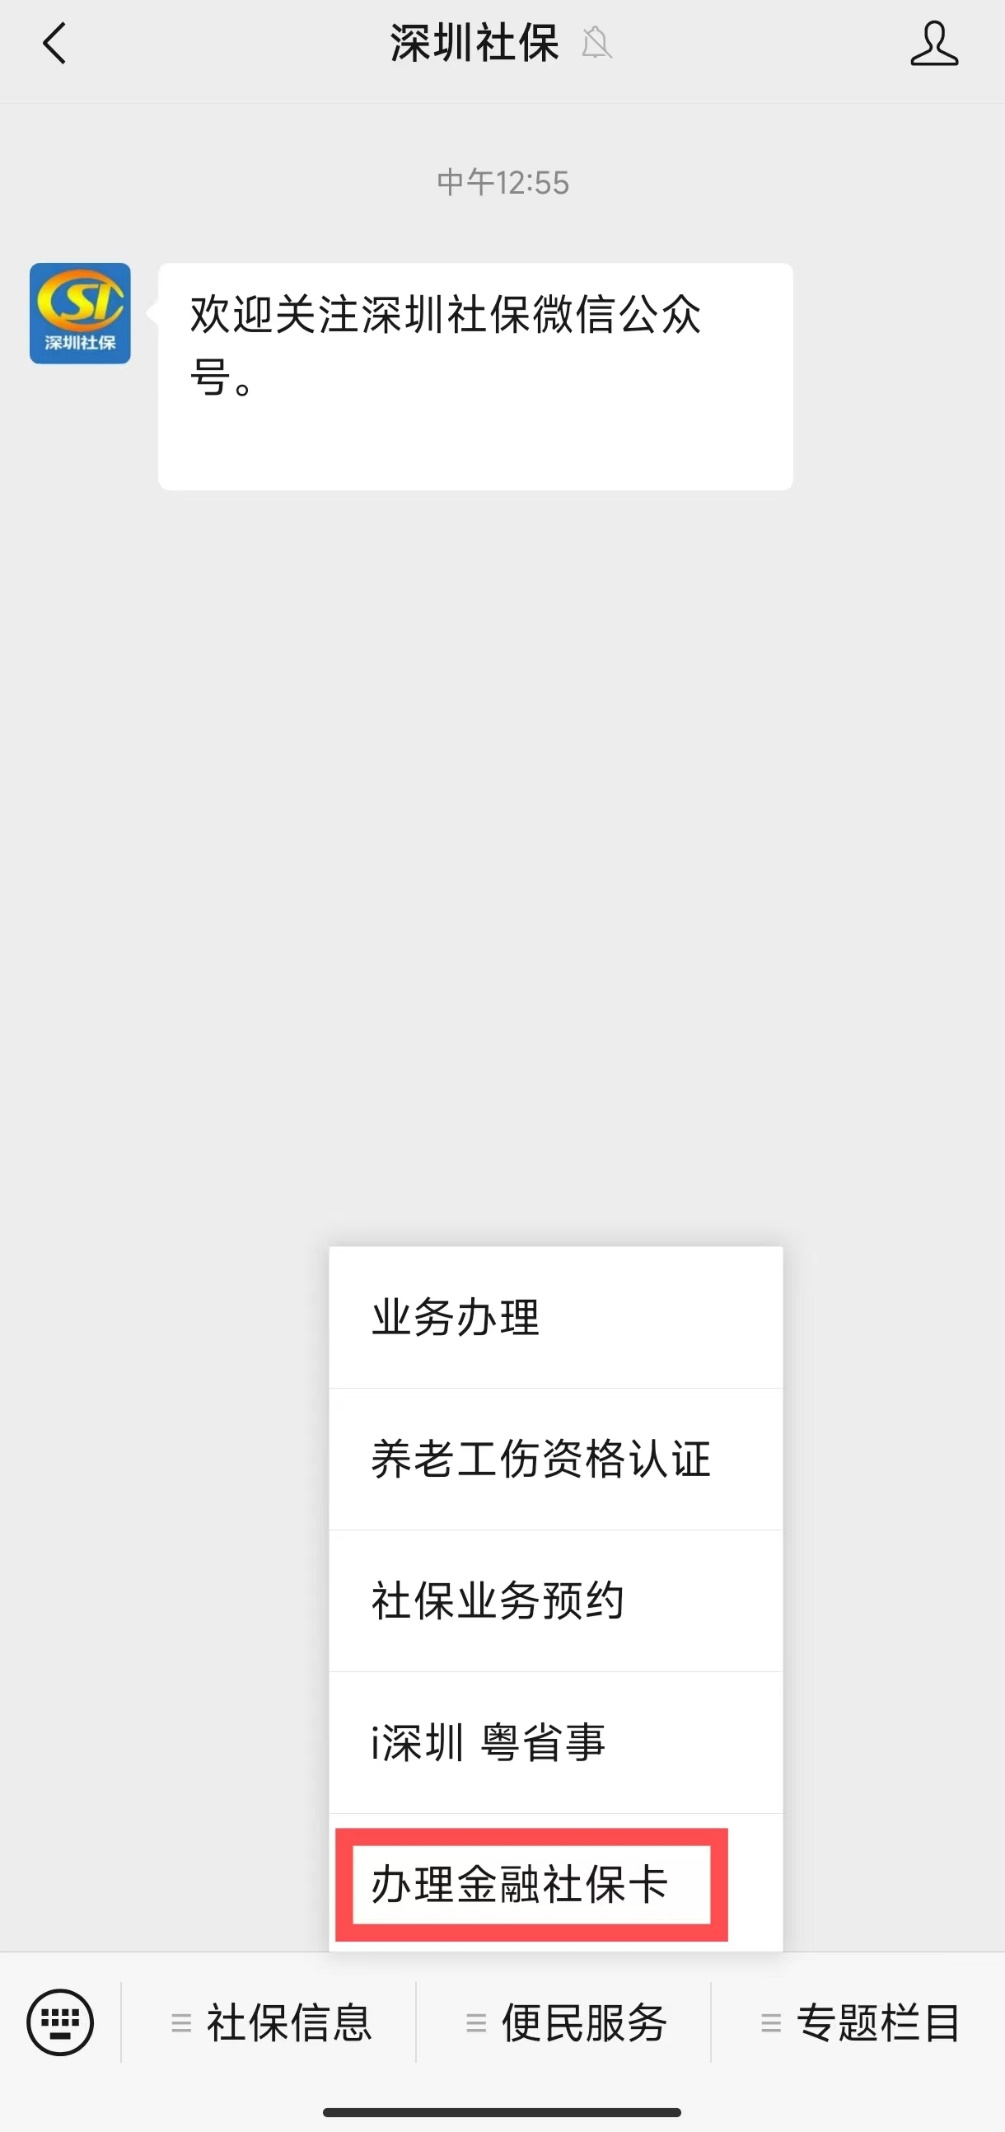 深圳社保
中午12:55
深圳社保
欢迎关注深圳社保微信公众
号。
业务办理
养老工伤资格认证
社保业务预约
i深圳 粤省事
办理金融社保卡
社保信息
便民服务
专题栏目